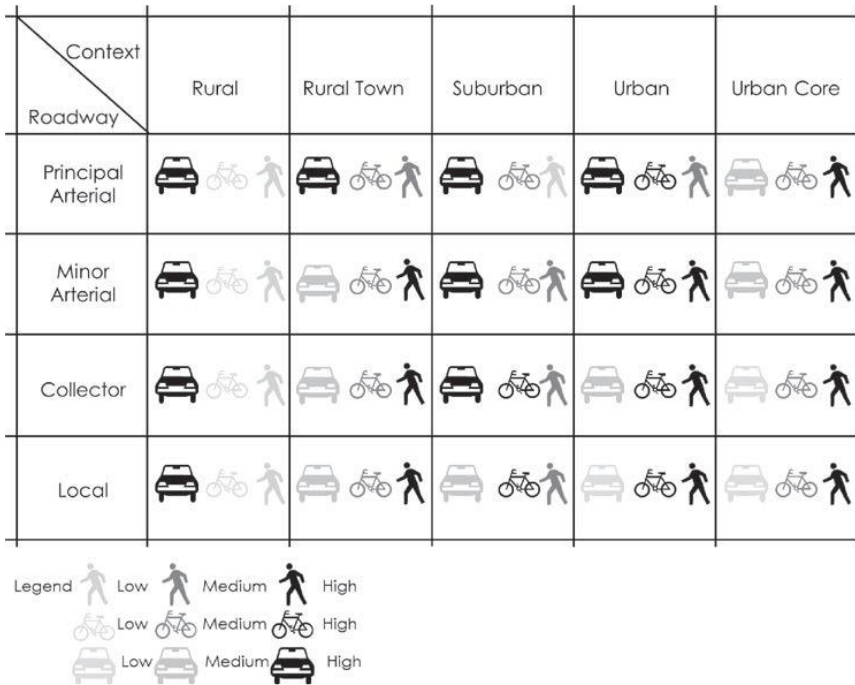 Context
Roadway
Rural
Rural Town
Suburban
Urban
Urban Core
Principal
Arterial
Minor
Arterial
Collector
Local
Legend Low Medium High
Low Medium High
Low Medium High